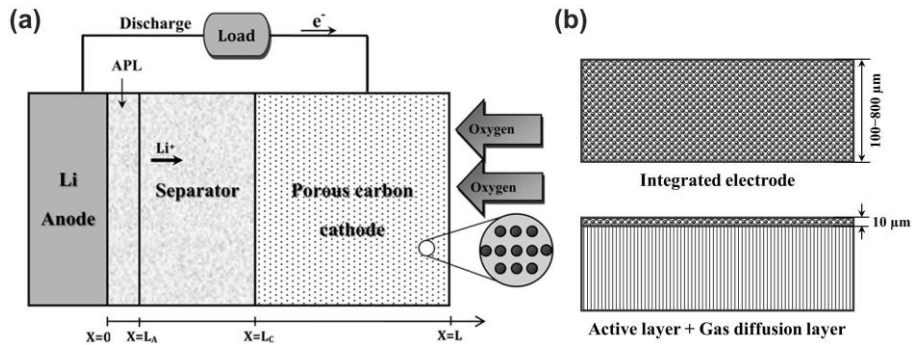 (a)
Discharge
Load
e⁻
APL
Li
Anode
Li⁺
Separator
Porous carbon
cathode
Oxygen
Oxygen
X=0
X=L_A
X=L_C
X=L
(b)
100–800 μm
Integrated electrode
10 μm
Active layer + Gas diffusion layer